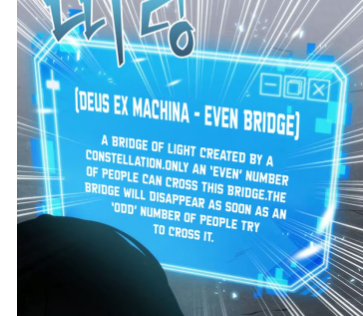 [DEUS EX MACHINA - EVEN BRIDGE]
A BRIDGE OF LIGHT CREATED BY A
CONSTELLATION.ONLY AN 'EVEN' NUMBER
OF PEOPLE CAN CROSS THIS BRIDGE.THE
BRIDGE WILL DISAPPEAR AS SOON AS AN
'ODD' NUMBER OF PEOPLE TRY
TO CROSS IT.